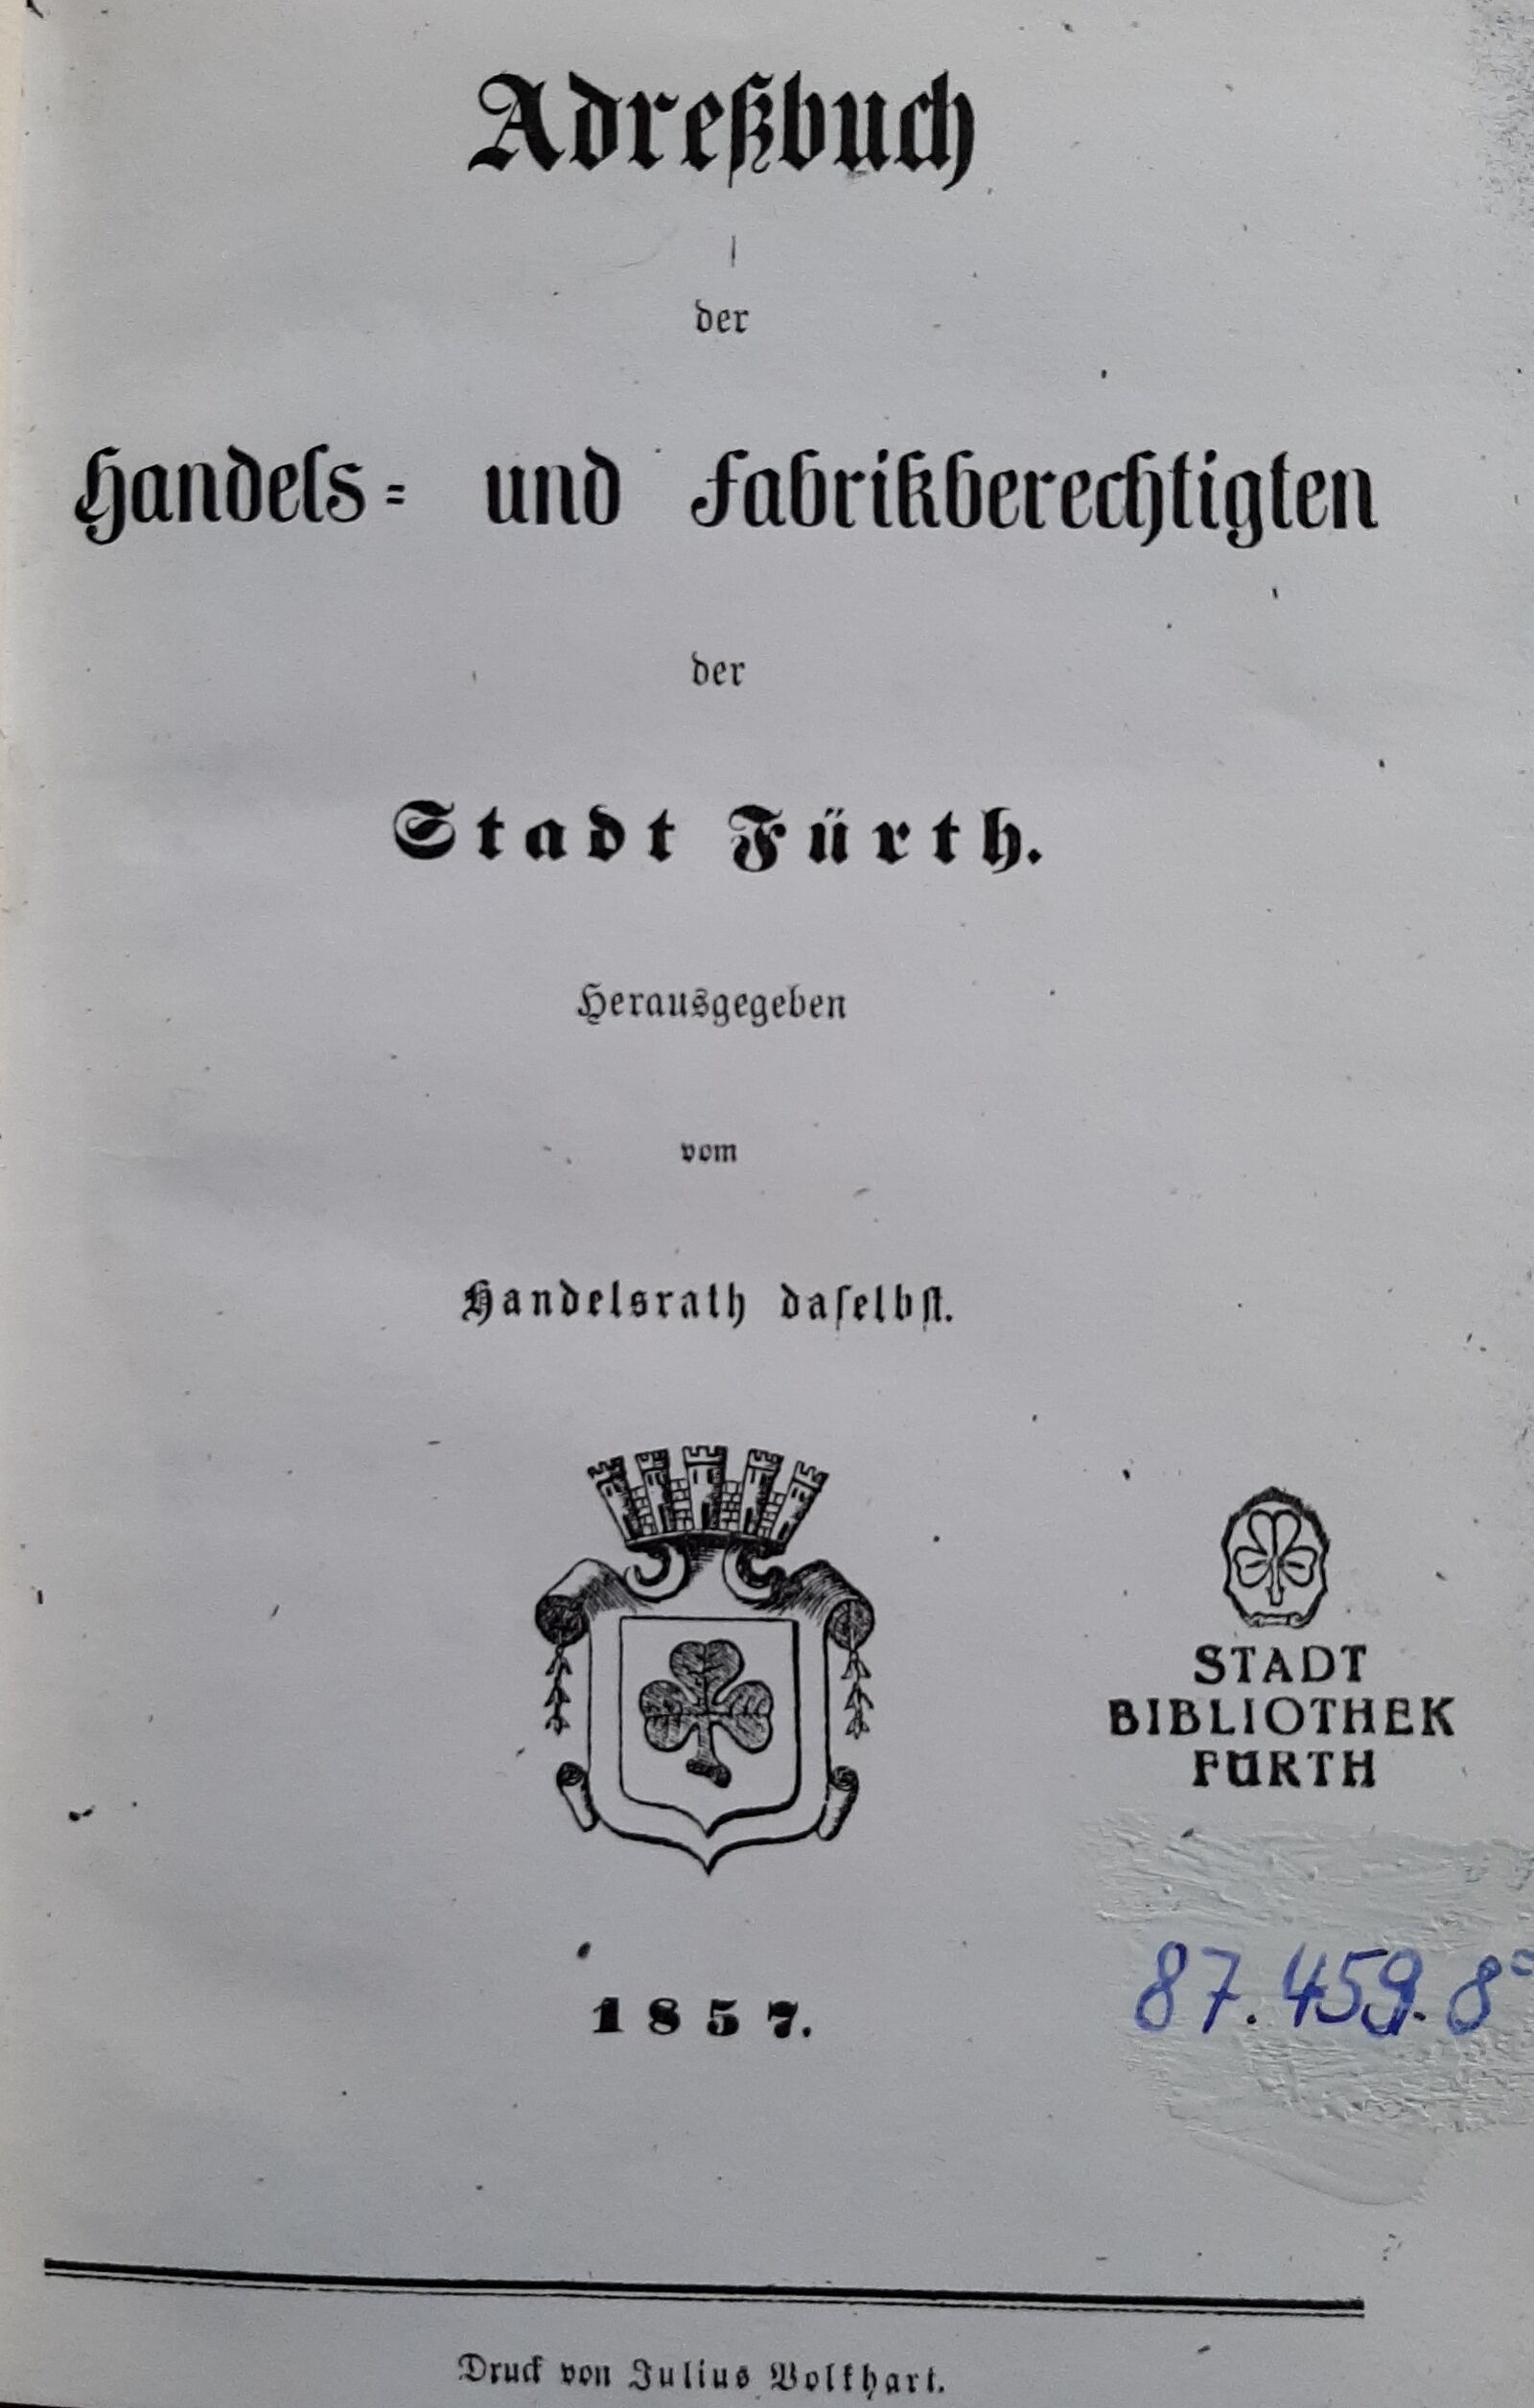 Adreßbuch
der
Handels- und Fabrikberechtigten
der
Stadt Fürth.
Herausgegeben
vom
Handelsrath daselbst.
STADT
BIBLIOTHEK
FÜRTH
1857.
87.459.8°
Druck von Julius Volkhart.